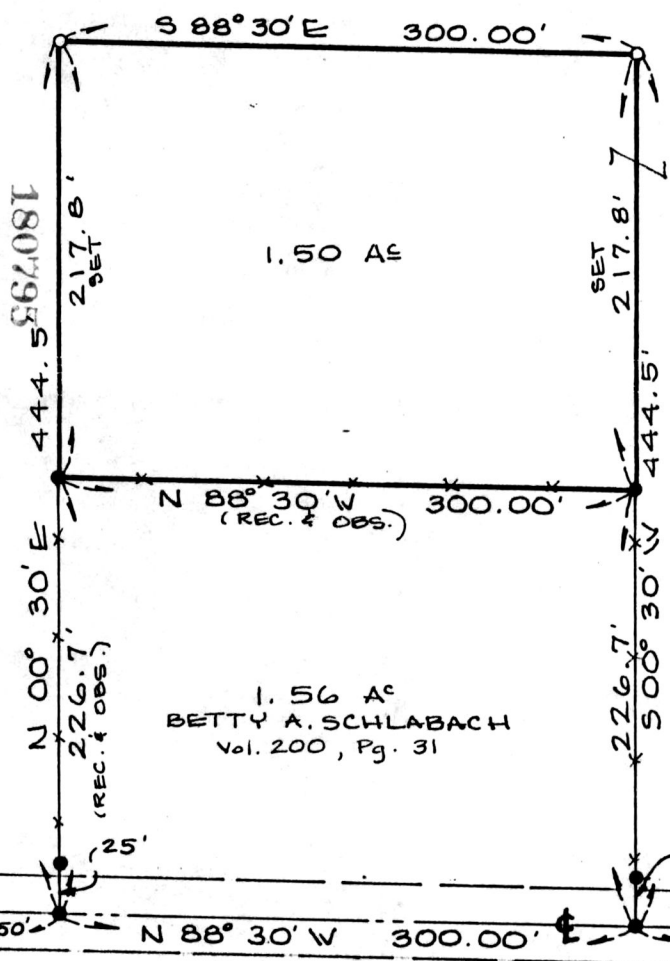 S 88° 30' E 300.00'
180795
217.8'
SET
SET
217.8'
1.50 Ac
444.5'
444.5'
N 88° 30' W 300.00'
(REC. & OBS.)
N 00° 30' E
226.7'
(REC. & OBS.)
226.7'
S 00° 30' W
1.56 Ac
BETTY A. SCHLABACH
Vol. 200, Pg. 31
25'
50'
N 88° 30' W 300.00'
℄